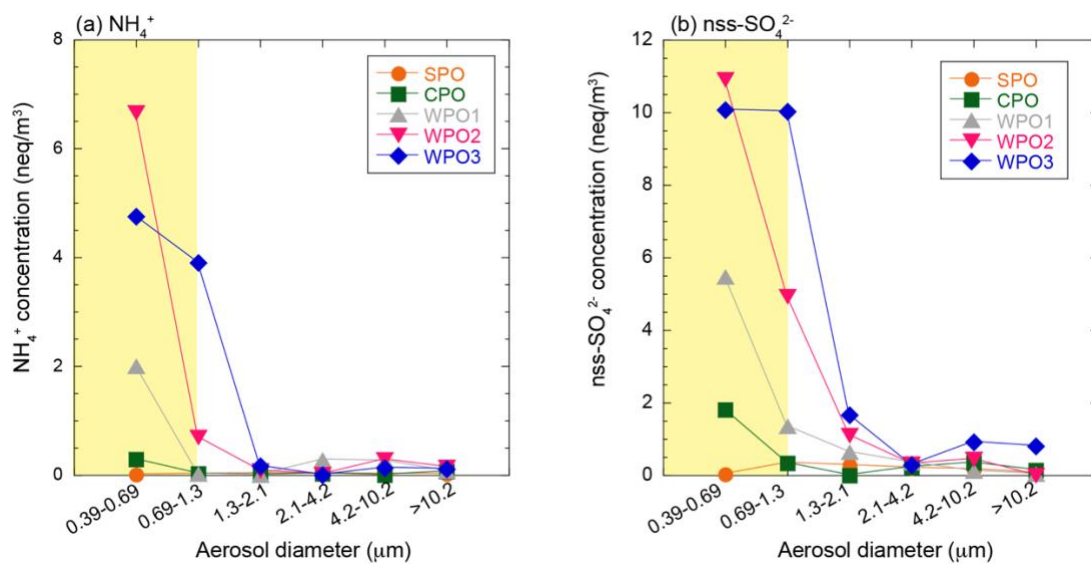 (a) NH₄⁺
8
6
4
2
0
NH₄⁺ concentration (neq/m³)
SPO
CPO
WPO1
WPO2
WPO3
0.39-0.69
0.69-1.3
1.3-2.1
2.1-4.2
4.2-10.2
>10.2
Aerosol diameter (μm)
(b) nss-SO₄²⁻
12
10
8
6
4
2
0
nss-SO₄²⁻ concentration (neq/m³)
SPO
CPO
WPO1
WPO2
WPO3
0.39-0.69
0.69-1.3
1.3-2.1
2.1-4.2
4.2-10.2
>10.2
Aerosol diameter (μm)